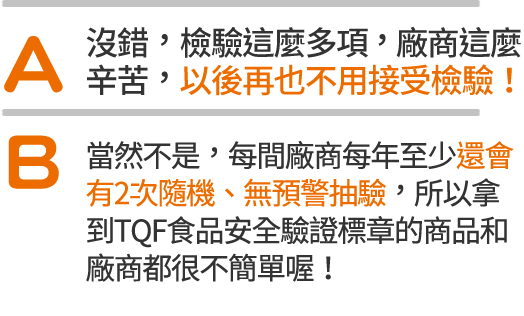 A 沒錯，檢驗這麼多項，廠商這麼
辛苦，以後再也不用接受檢驗！
B 當然不是，每間廠商每年至少還會
有2次隨機、無預警抽驗，所以拿
到TQF食品安全驗證標章的商品和
廠商都很不簡單喔！